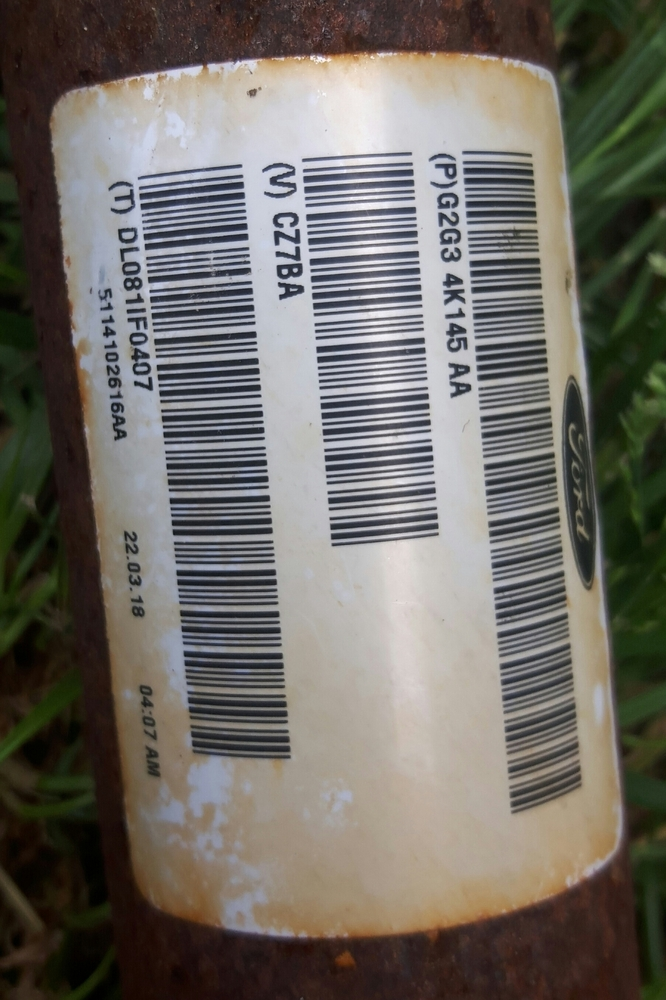 Ford
(P)G2G3 4K145 AA
(V) CZ7BA
(T) DL081IF0407
5114102616AA 22.03.18 04:07 AM